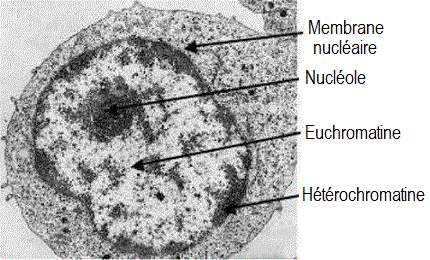 Membrane
nucléaire
Nucléole
Euchromatine
Hétérochromatine